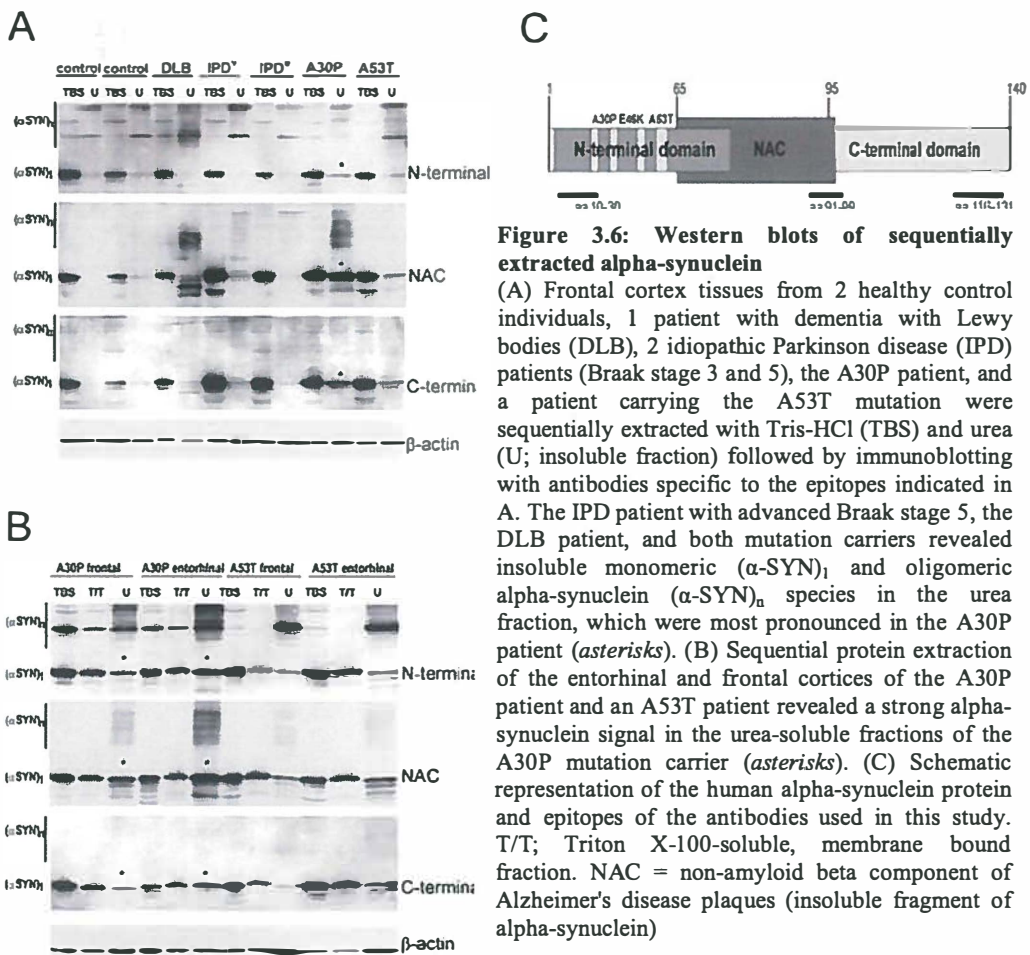 A
control control DLB IPD▾ IPD● A30P A53T
TBS U TBS U TBS U TBS U TBS U TBS U TBS U
(αSYN)n
(αSYN)1
N-terminal
(αSYN)n
(αSYN)1
NAC
(αSYN)n
(αSYN)1
C-termin
β-actin
B
A30P frontal A30P entorhinal A53T frontal A53T entorhinal
TBS T/T U TBS T/T U TBS T/T U TBS T/T U
(αSYN)n
(αSYN)1
N-termina
(αSYN)n
(αSYN)1
NAC
(αSYN)n
(αSYN)1
C-termina
β-actin
C
1 65 95 140
A30P E46K A53T
N-terminal domain NAC C-terminal domain
aa 10-30 aa 91-99 aa 116-131
Figure 3.6: Western blots of sequentially
extracted alpha-synuclein
(A) Frontal cortex tissues from 2 healthy control
individuals, 1 patient with dementia with Lewy
bodies (DLB), 2 idiopathic Parkinson disease (IPD)
patients (Braak stage 3 and 5), the A30P patient, and
a patient carrying the A53T mutation were
sequentially extracted with Tris-HCl (TBS) and urea
(U; insoluble fraction) followed by immunoblotting
with antibodies specific to the epitopes indicated in
A. The IPD patient with advanced Braak stage 5, the
DLB patient, and both mutation carriers revealed
insoluble monomeric (α-SYN)1 and oligomeric
alpha-synuclein (α-SYN)n species in the urea
fraction, which were most pronounced in the A30P
patient (asterisks). (B) Sequential protein extraction
of the entorhinal and frontal cortices of the A30P
patient and an A53T patient revealed a strong alpha-
synuclein signal in the urea-soluble fractions of the
A30P mutation carrier (asterisks). (C) Schematic
representation of the human alpha-synuclein protein
and epitopes of the antibodies used in this study.
T/T; Triton X-100-soluble, membrane bound
fraction. NAC = non-amyloid beta component of
Alzheimer's disease plaques (insoluble fragment of
alpha-synuclein)